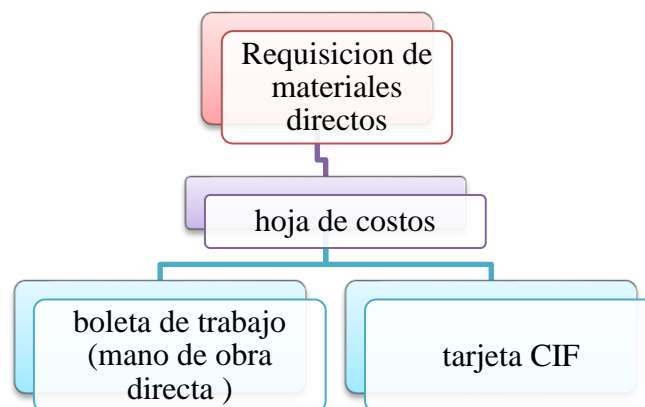 Requisicion de
materiales
directos
hoja de costos
boleta de trabajo
(mano de obra
directa )
tarjeta CIF